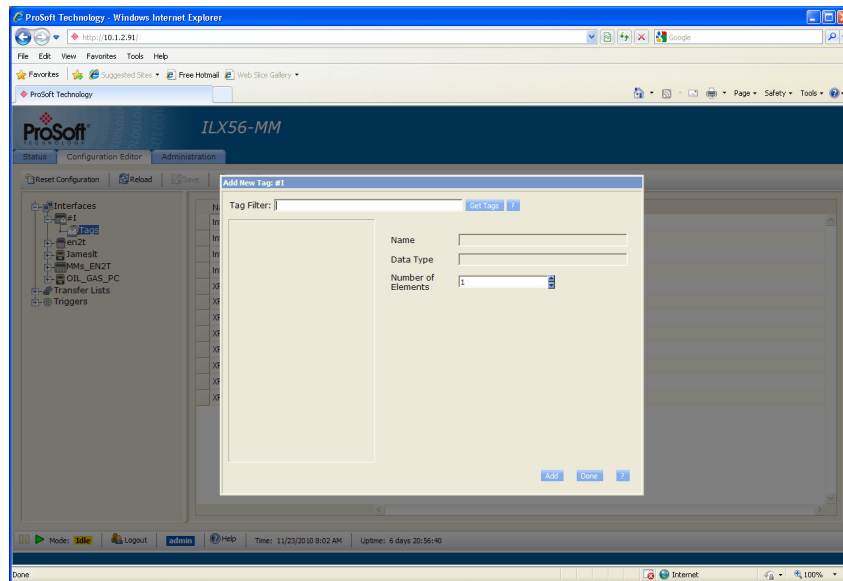 ProSoft Technology - Windows Internet Explorer
http://10.1.2.91/
Google
File Edit View Favorites Tools Help
Favorites Suggested Sites Free Hotmail Web Slice Gallery
ProSoft Technology
Page Safety Tools
ProSoft
TECHNOLOGY
ILX56-MM
Status Configuration Editor Administration
Reset Configuration Reload Save
Add New Tag: #I
Tag Filter: Get Tags ?
Interfaces
#I
Tags
en2t
Jameslt
MMs_EN2T
OIL_GAS_PC
Transfer Lists
Triggers
Name
Data Type
Number of
Elements
1
Add Done ?
Mode: Idle Logout admin Help Time: 11/23/2010 8:02 AM Uptime: 6 days 20:56:40
Done Internet 100%